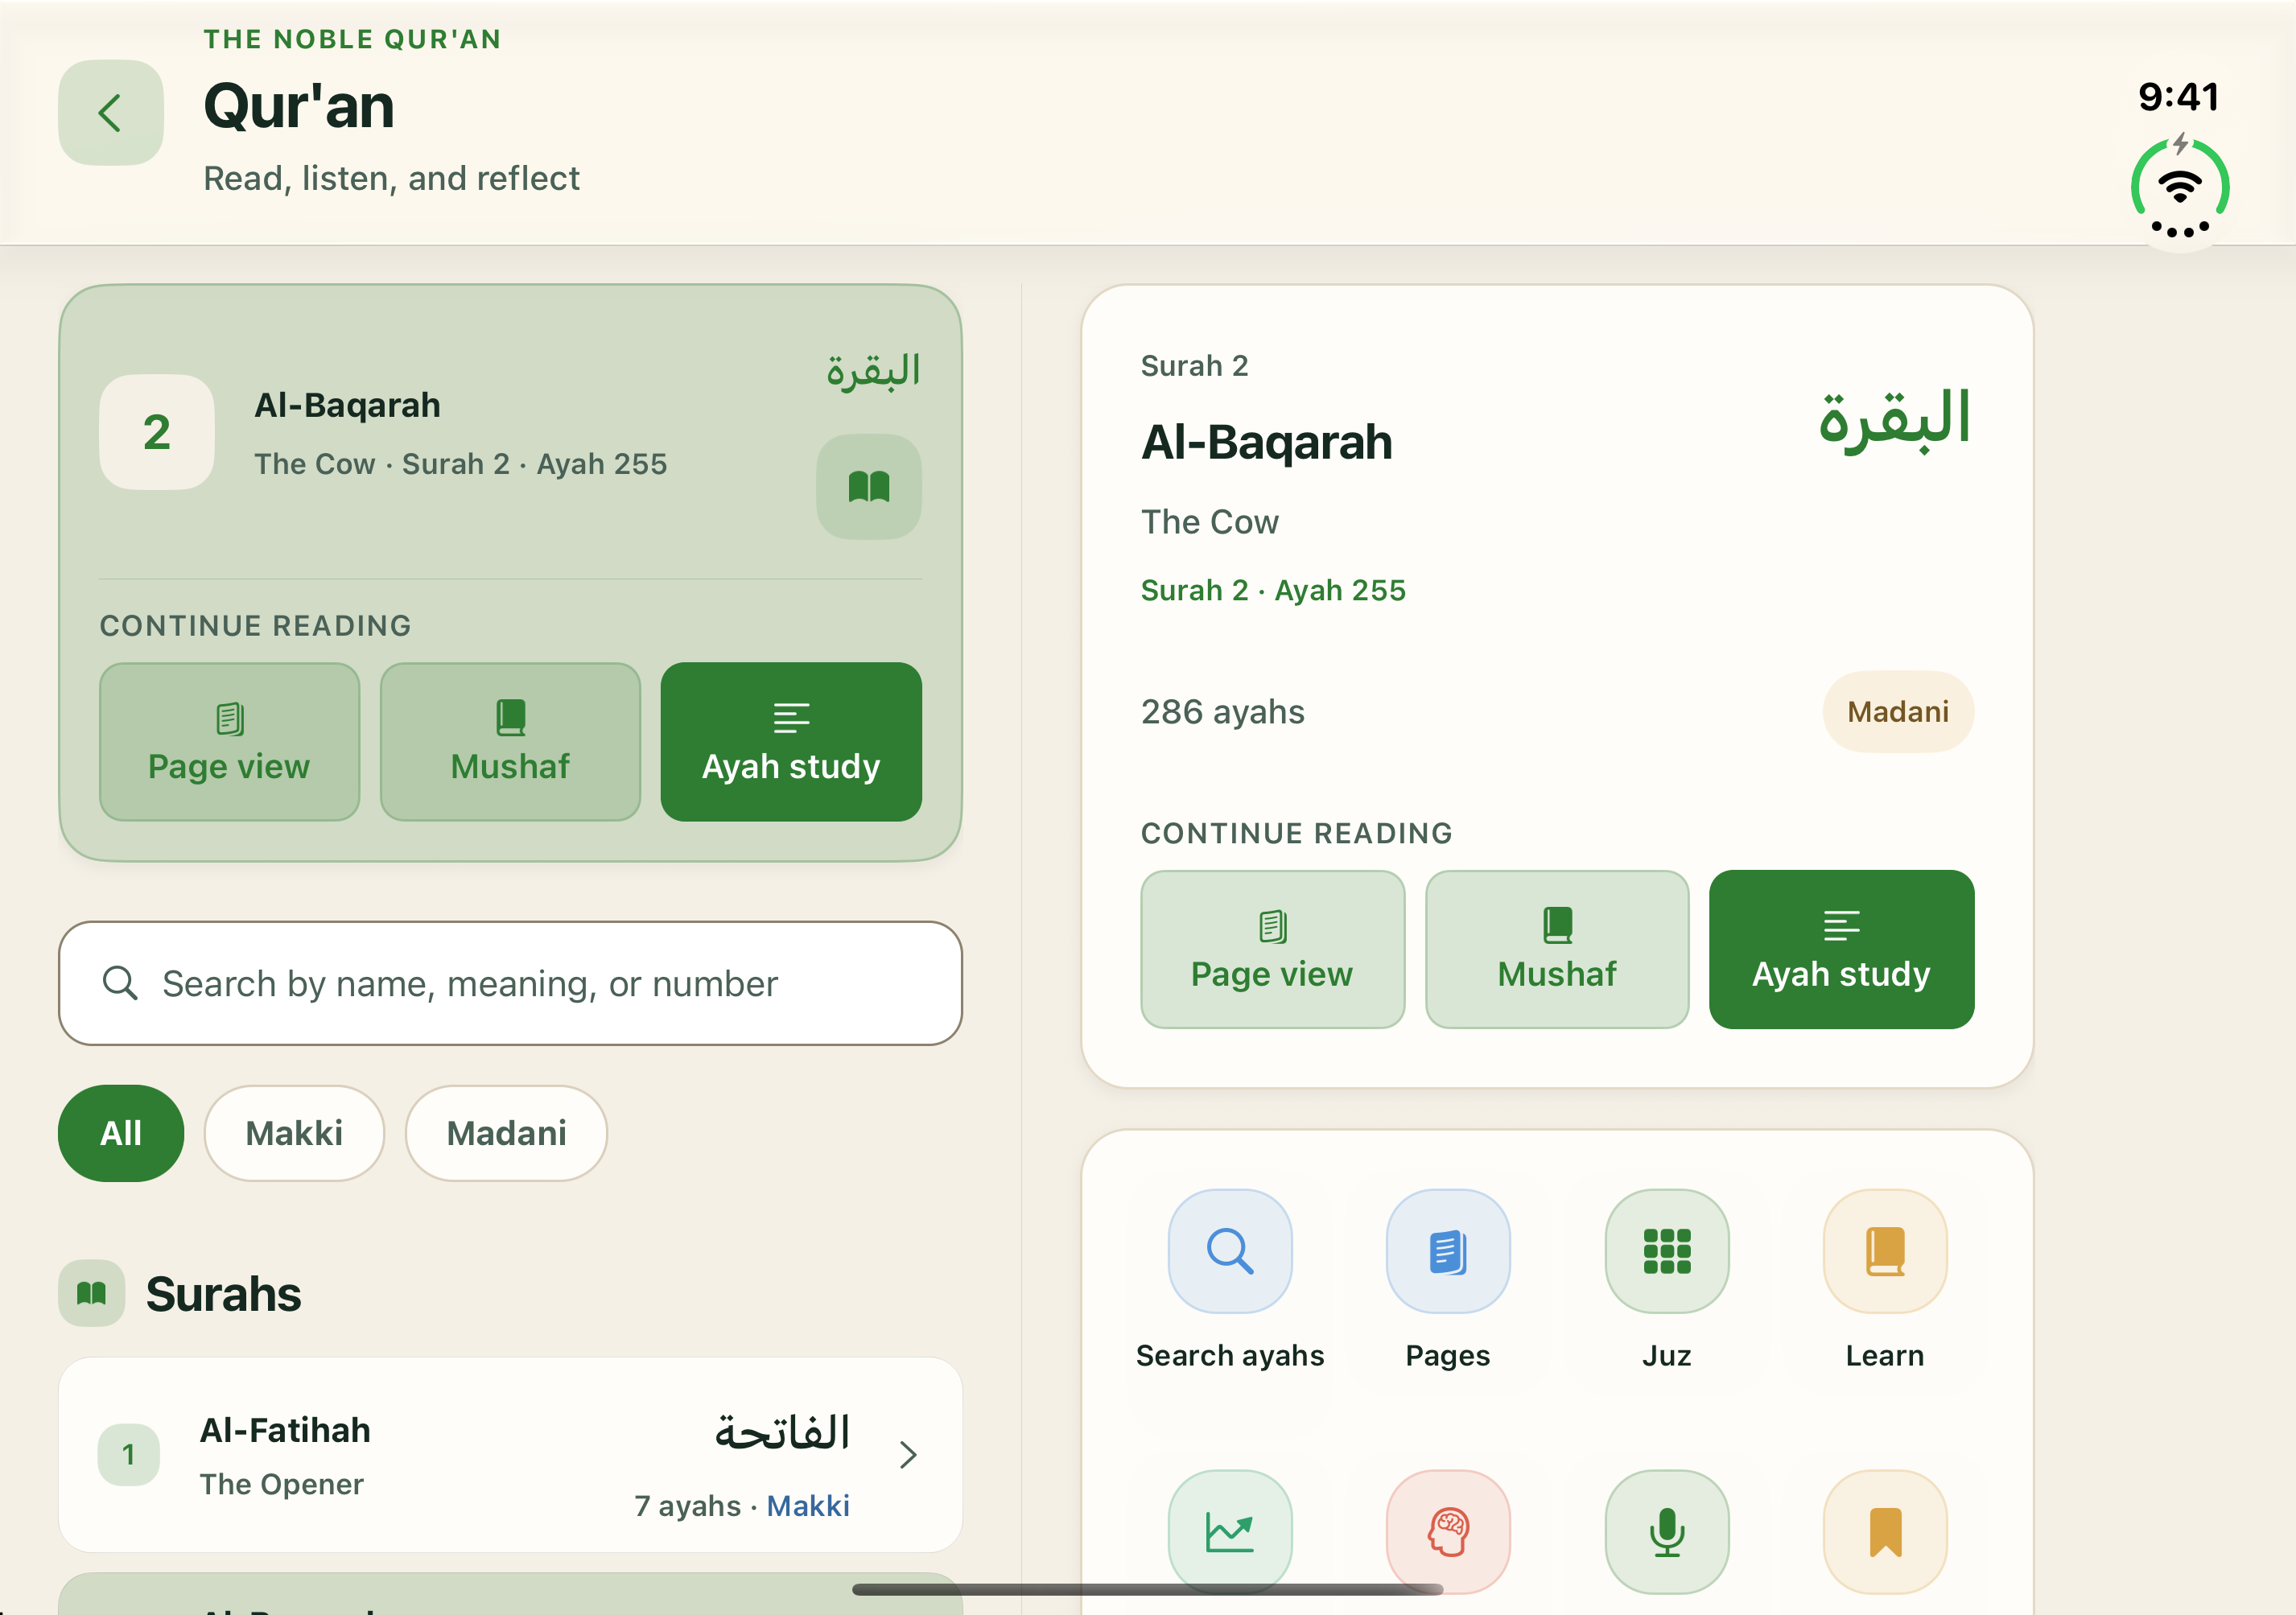 THE NOBLE QUR'AN
Qur'an
Read, listen, and reflect
9:41
2
Al-Baqarah
The Cow · Surah 2 · Ayah 255
البقرة
CONTINUE READING
Page view
Mushaf
Ayah study
Search by name, meaning, or number
All
Makki
Madani
Surahs
1
Al-Fatihah
The Opener
الفاتحة
7 ayahs · Makki
Surah 2
Al-Baqarah
البقرة
The Cow
Surah 2 · Ayah 255
286 ayahs
Madani
CONTINUE READING
Page view
Mushaf
Ayah study
Search ayahs
Pages
Juz
Learn